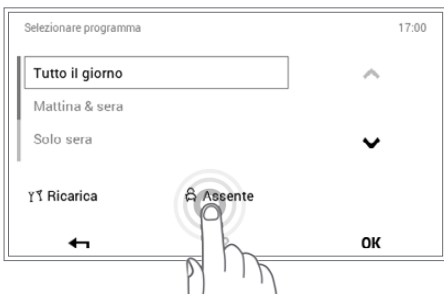 Selezionare programma 17:00
Tutto il giorno
Mattina & sera
Solo sera
Ricarica Assente
OK